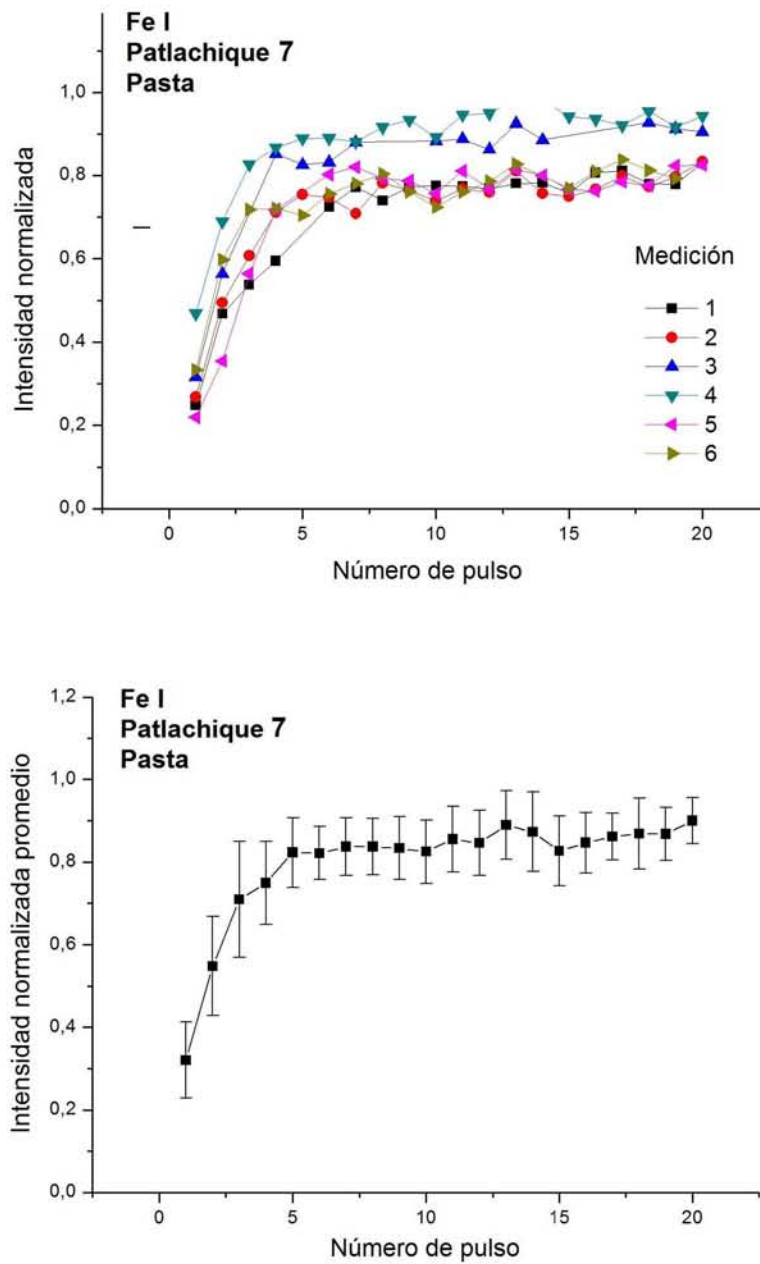 Fe I
Patlachique 7
Pasta
Intensidad normalizada
1,0
0,8
0,6
0,4
0,2
0,0
Medición
1
2
3
4
5
6
0 5 10 15 20
Número de pulso
Fe I
Patlachique 7
Pasta
Intensidad normalizada promedio
1,2
1,0
0,8
0,6
0,4
0,2
0,0
0 5 10 15 20
Número de pulso